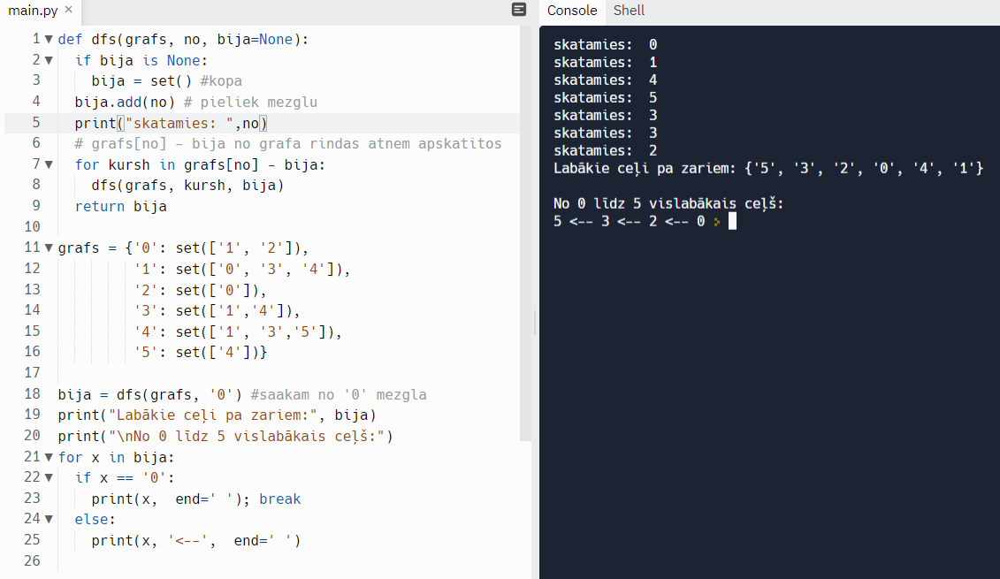 main.py ×
1 def dfs(grafs, no, bija=None):
2 if bija is None:
3 bija = set() #kopa
4 bija.add(no) # pieliek mezglu
5 print("skatamies: ",no)
6 # grafs[no] - bija no grafa rindas atnem apskatitos
7 for kursh in grafs[no] - bija:
8 dfs(grafs, kursh, bija)
9 return bija
10
11 grafs = {'0': set(['1', '2']),
12 '1': set(['0', '3', '4']),
13 '2': set(['0']),
14 '3': set(['1','4']),
15 '4': set(['1', '3','5']),
16 '5': set(['4'])}
17
18 bija = dfs(grafs, '0') #saakam no '0' mezgla
19 print("Labākie ceļi pa zariem:", bija)
20 print("\nNo 0 līdz 5 vislabākais ceļš:")
21 for x in bija:
22 if x == '0':
23 print(x,  end=' '); break
24 else:
25 print(x, '<--',  end=' ')
26
Console Shell
skatamies:  0
skatamies:  1
skatamies:  4
skatamies:  5
skatamies:  3
skatamies:  3
skatamies:  2
Labākie ceļi pa zariem: {'5', '3', '2', '0', '4', '1'}
No 0 līdz 5 vislabākais ceļš:
5 <-- 3 <-- 2 <-- 0 >